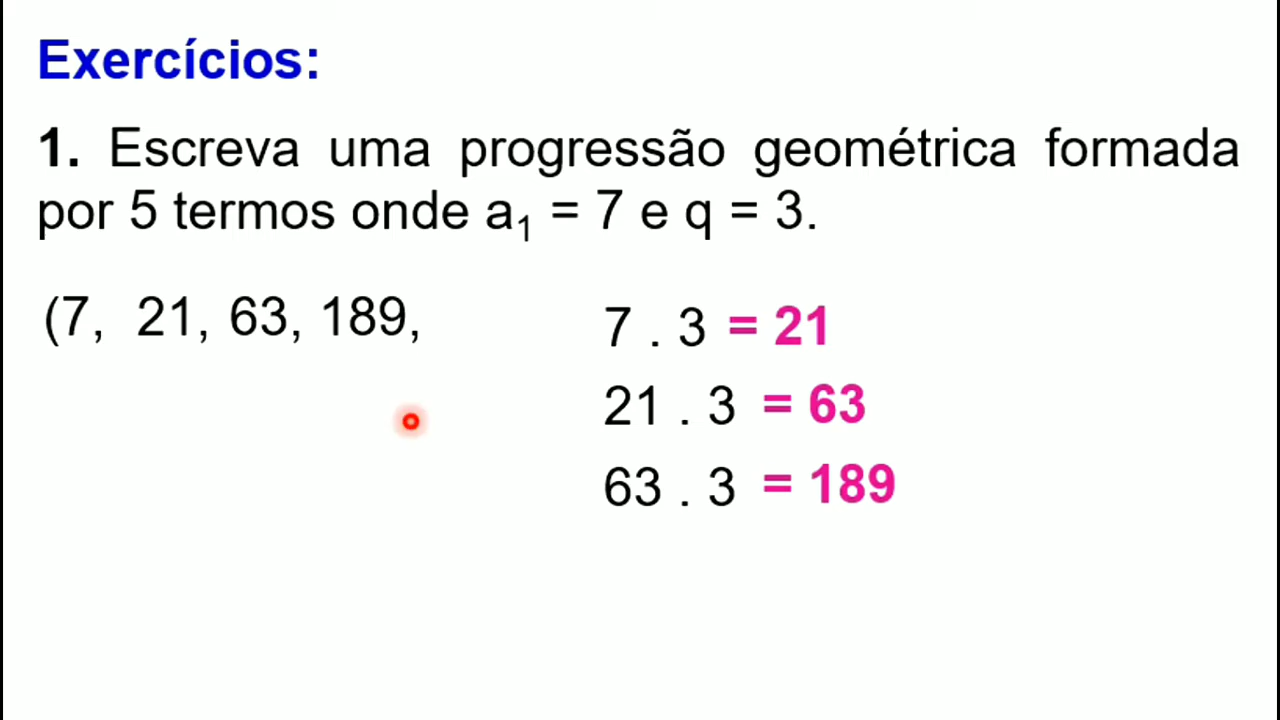 Exercícios:
1. Escreva uma progressão geométrica formada
por 5 termos onde a₁ = 7 e q = 3.
(7, 21, 63, 189,
7 . 3 = 21
21 . 3 = 63
63 . 3 = 189